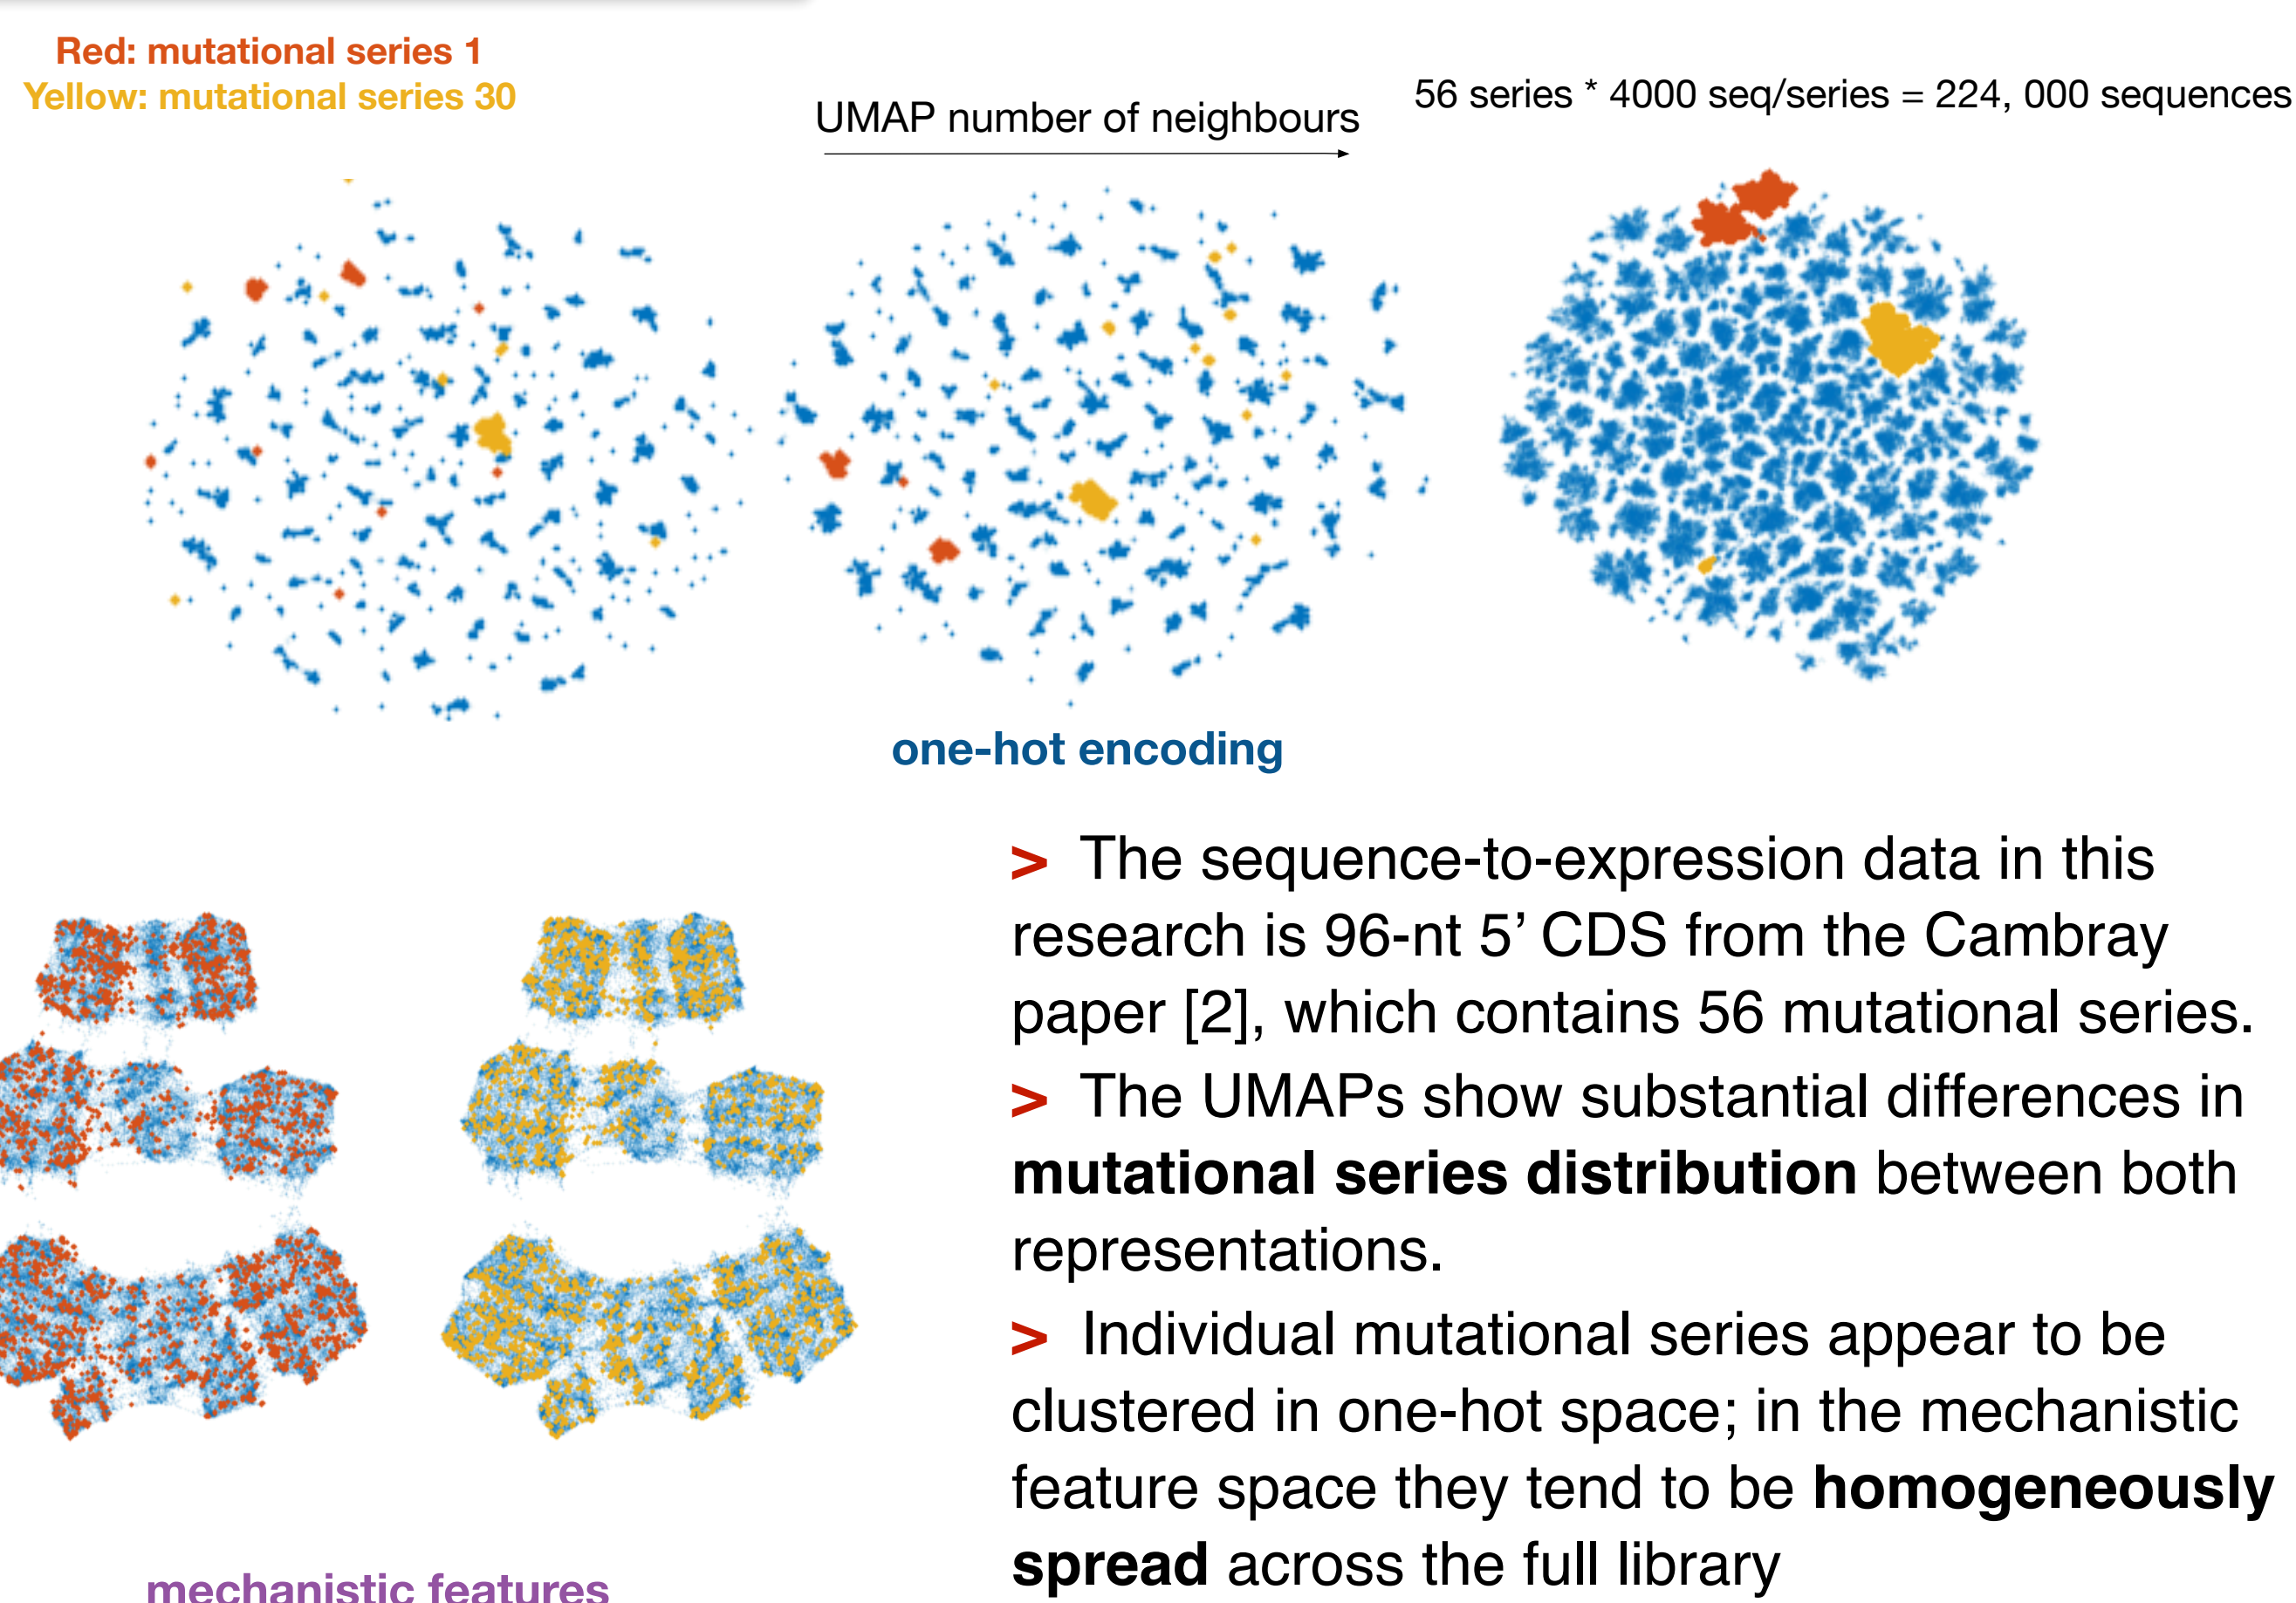 Red: mutational series 1
Yellow: mutational series 30
UMAP number of neighbours
56 series * 4000 seq/series = 224, 000 sequences
one-hot encoding
> The sequence-to-expression data in this
research is 96-nt 5’ CDS from the Cambray
paper [2], which contains 56 mutational series.
> The UMAPs show substantial differences in
mutational series distribution between both
representations.
> Individual mutational series appear to be
clustered in one-hot space; in the mechanistic
feature space they tend to be homogeneously
spread across the full library
mechanistic features